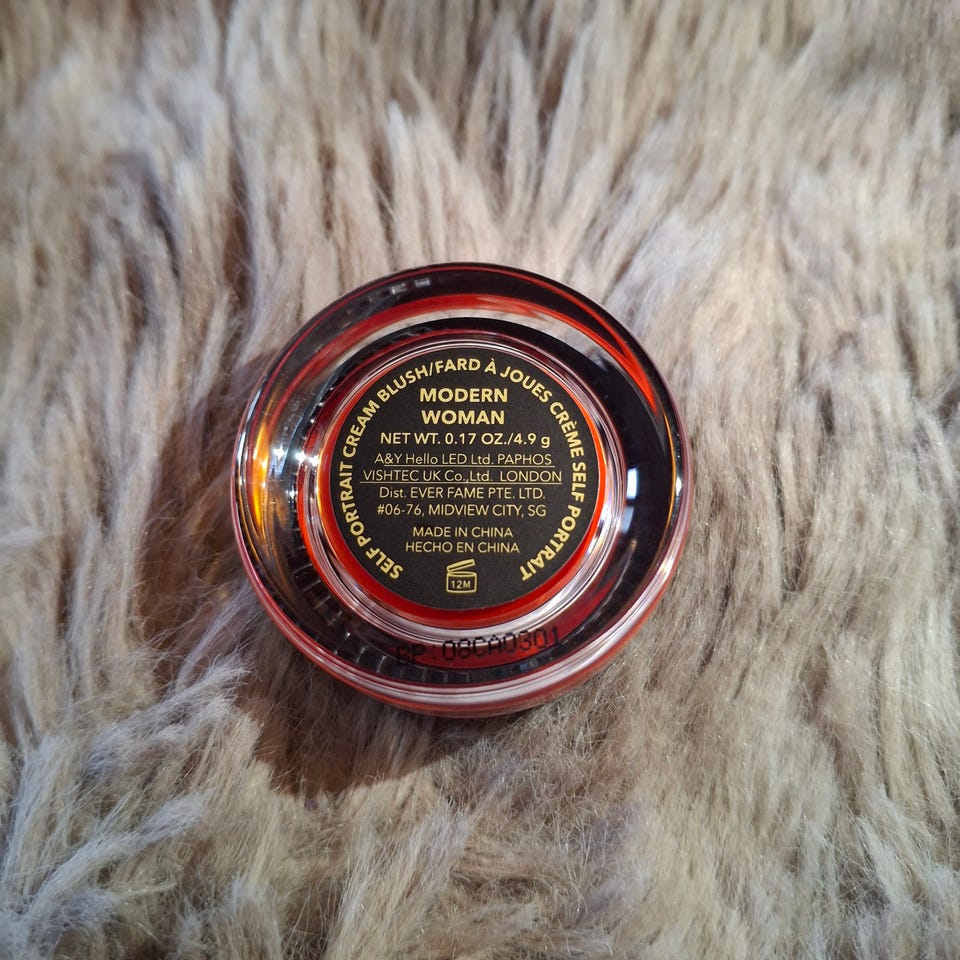 SELF PORTRAIT CREAM BLUSH/FARD À JOUES CRÈME SELF PORTRAIT
MODERN
WOMAN
NET WT. 0.17 OZ./4.9 g
A&Y Hello LED Ltd. PAPHOS
VISHTEC UK Co.,Ltd. LONDON
Dist. EVER FAME PTE. LTD.
#06-76, MIDVIEW CITY, SG
MADE IN CHINA
HECHO EN CHINA
12M
BP:08CA0301